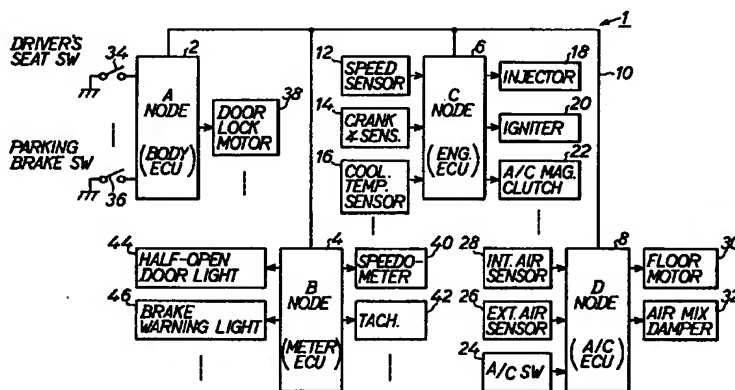 1
DRIVER'S
SEAT SW
34
2
A
NODE
(BODY
ECU)
38
DOOR
LOCK
MOTOR
PARKING
BRAKE SW
36
12
SPEED
SENSOR
14
CRANK
∡ SENS.
16
COOL.
TEMP.
SENSOR
6
C
NODE
(ENG.
ECU)
18
INJECTOR
10
20
IGNITER
22
A/C MAG.
CLUTCH
44
HALF-OPEN
DOOR LIGHT
46
BRAKE
WARNING LIGHT
4
B
NODE
(METER
ECU)
40
SPEEDO-
METER
42
TACH.
28
INT. AIR
SENSOR
26
EXT. AIR
SENSOR
24
A/C SW
8
D
NODE
(A/C
ECU)
30
FLOOR
MOTOR
32
AIR MIX
DAMPER